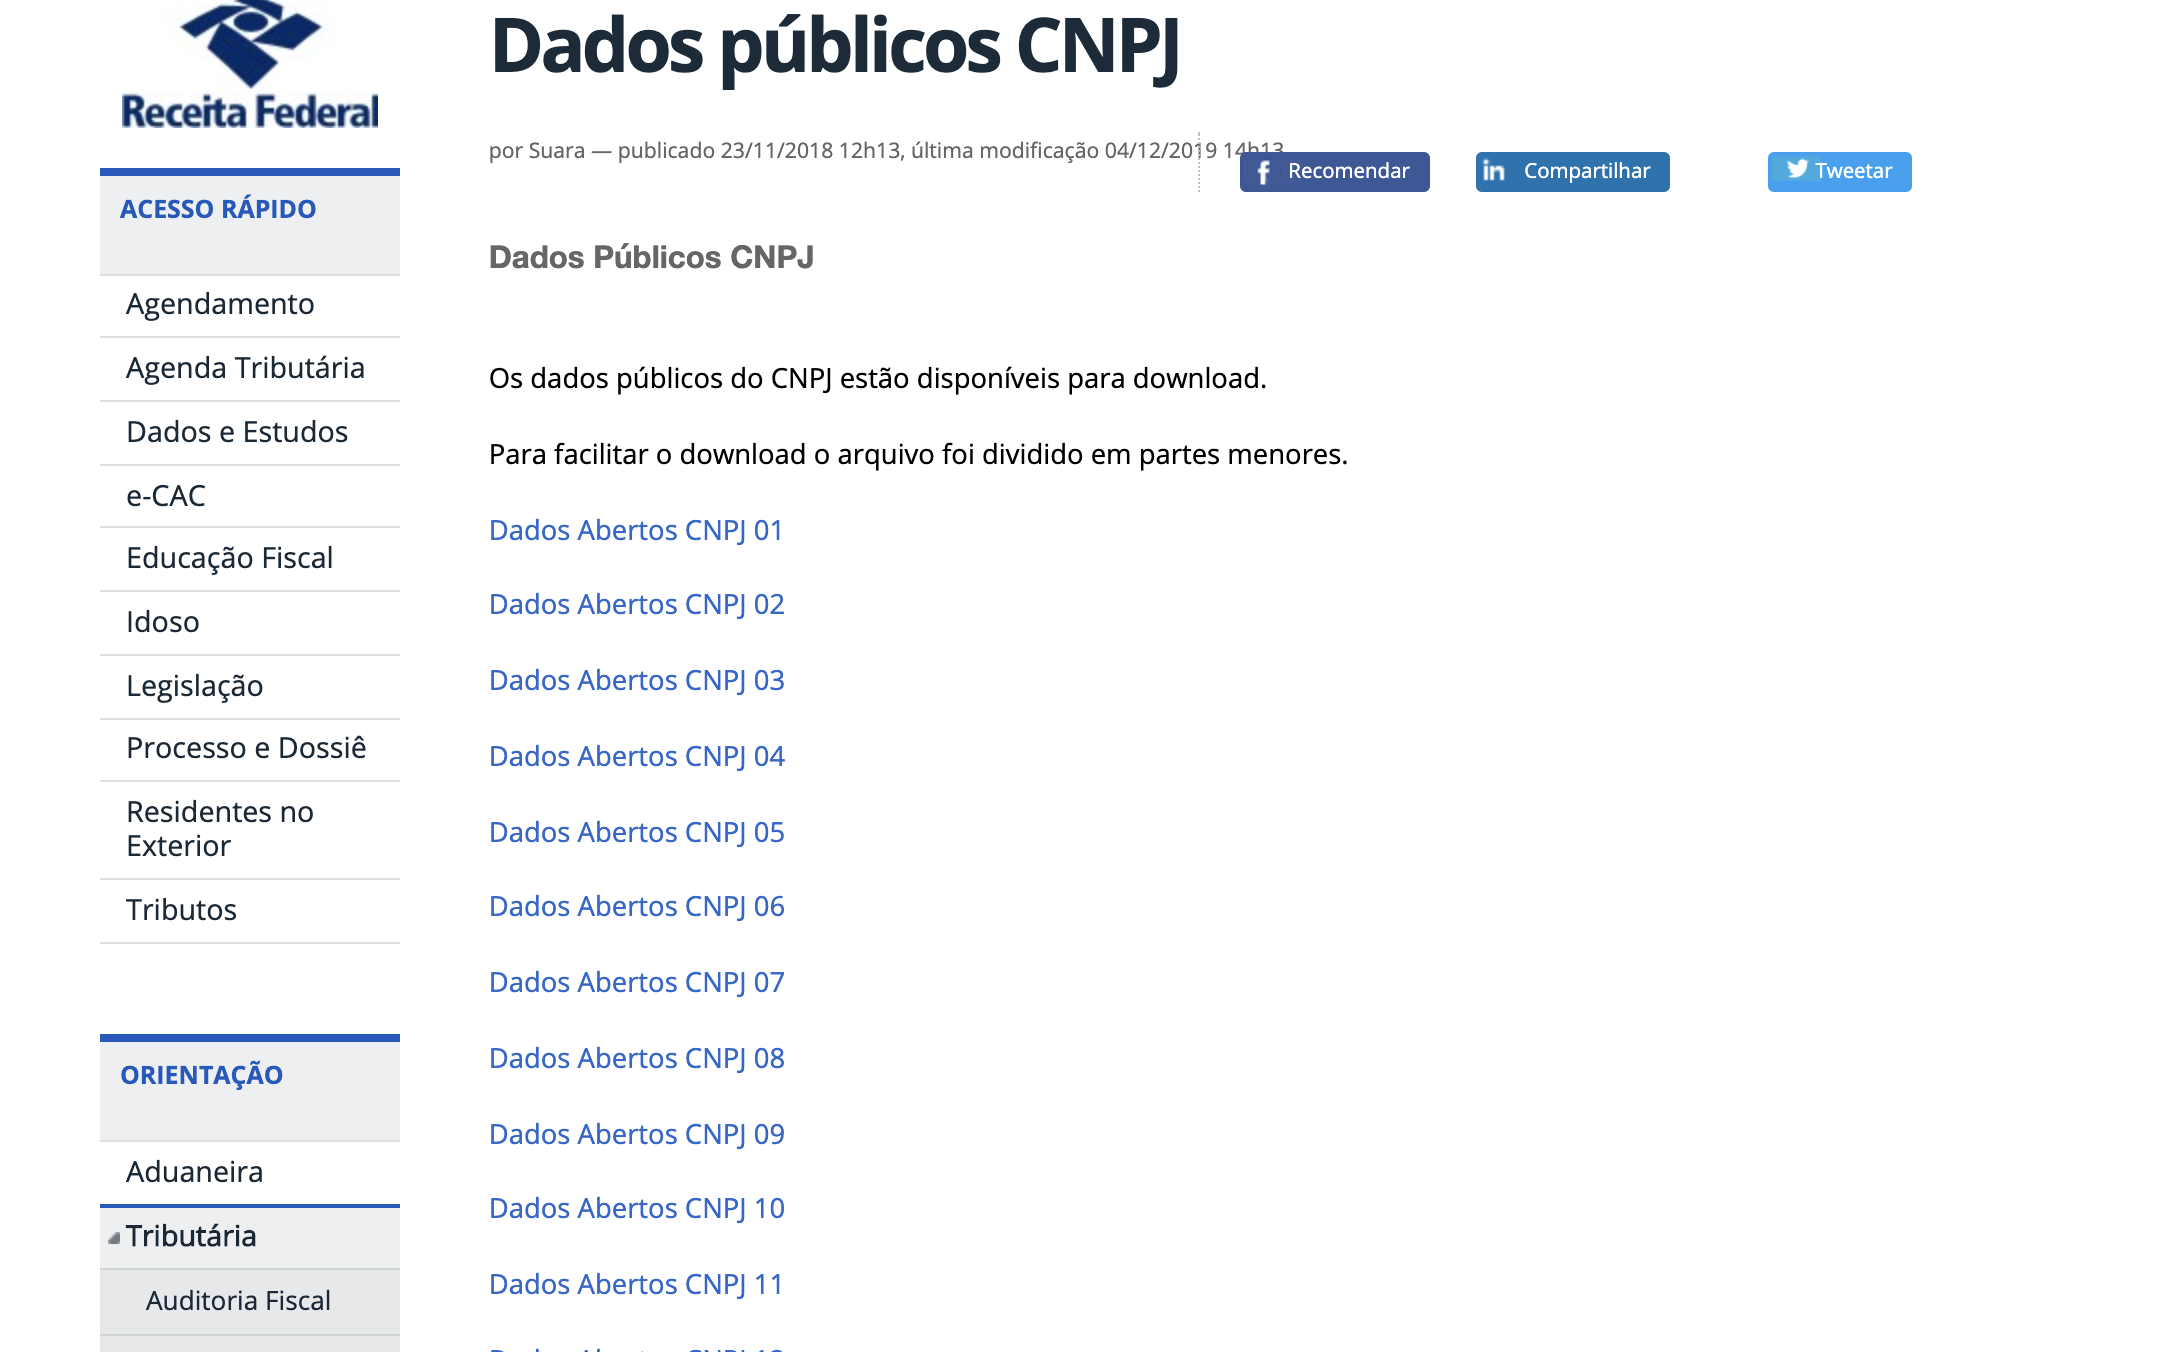 Receita Federal
ACESSO RÁPIDO
Agendamento
Agenda Tributária
Dados e Estudos
e-CAC
Educação Fiscal
Idoso
Legislação
Processo e Dossiê
Residentes no
Exterior
Tributos
ORIENTAÇÃO
Aduaneira
Tributária
Auditoria Fiscal
Dados públicos CNPJ
por Suara — publicado 23/11/2018 12h13, última modificação 04/12/2019 14h13
Recomendar
in Compartilhar
Tweetar
Dados Públicos CNPJ
Os dados públicos do CNPJ estão disponíveis para download.
Para facilitar o download o arquivo foi dividido em partes menores.
Dados Abertos CNPJ 01
Dados Abertos CNPJ 02
Dados Abertos CNPJ 03
Dados Abertos CNPJ 04
Dados Abertos CNPJ 05
Dados Abertos CNPJ 06
Dados Abertos CNPJ 07
Dados Abertos CNPJ 08
Dados Abertos CNPJ 09
Dados Abertos CNPJ 10
Dados Abertos CNPJ 11